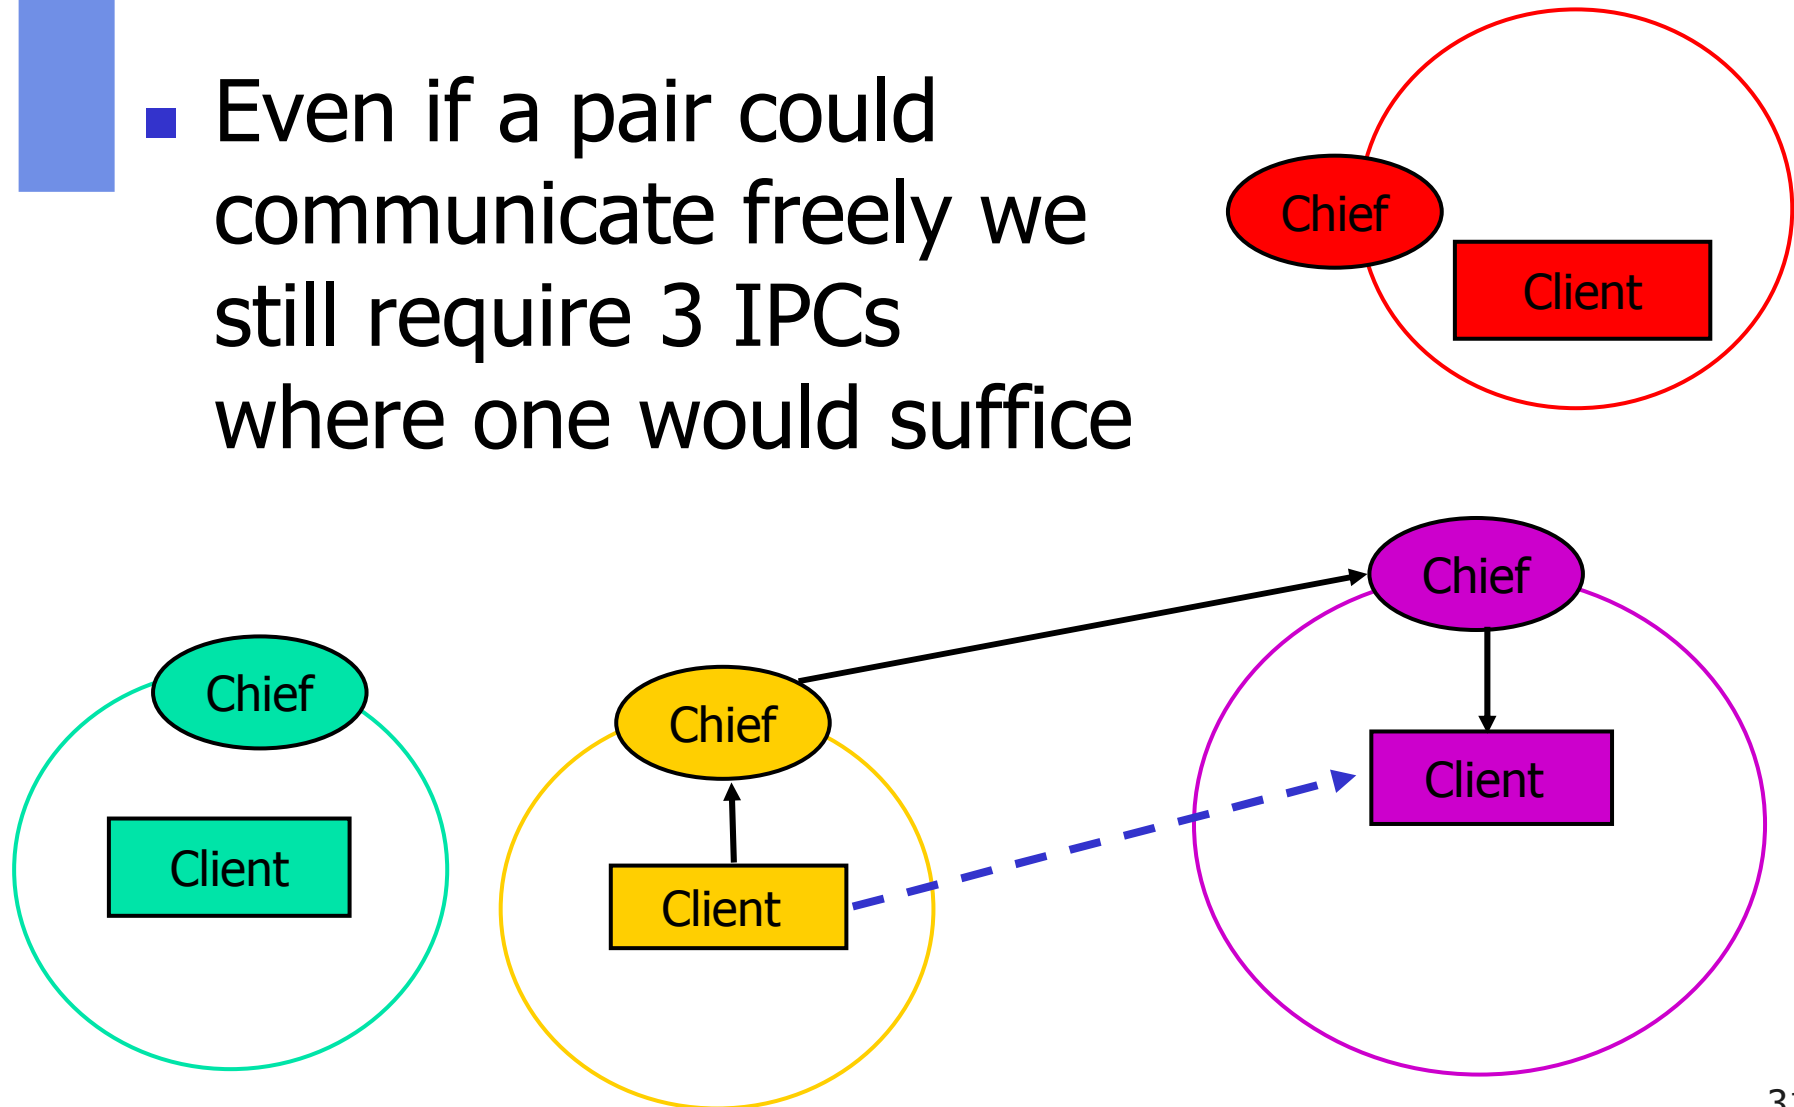 Even if a pair could
communicate freely we
still require 3 IPCs
where one would suffice
Chief
Client
Chief
Client
Chief
Client
Chief
Client